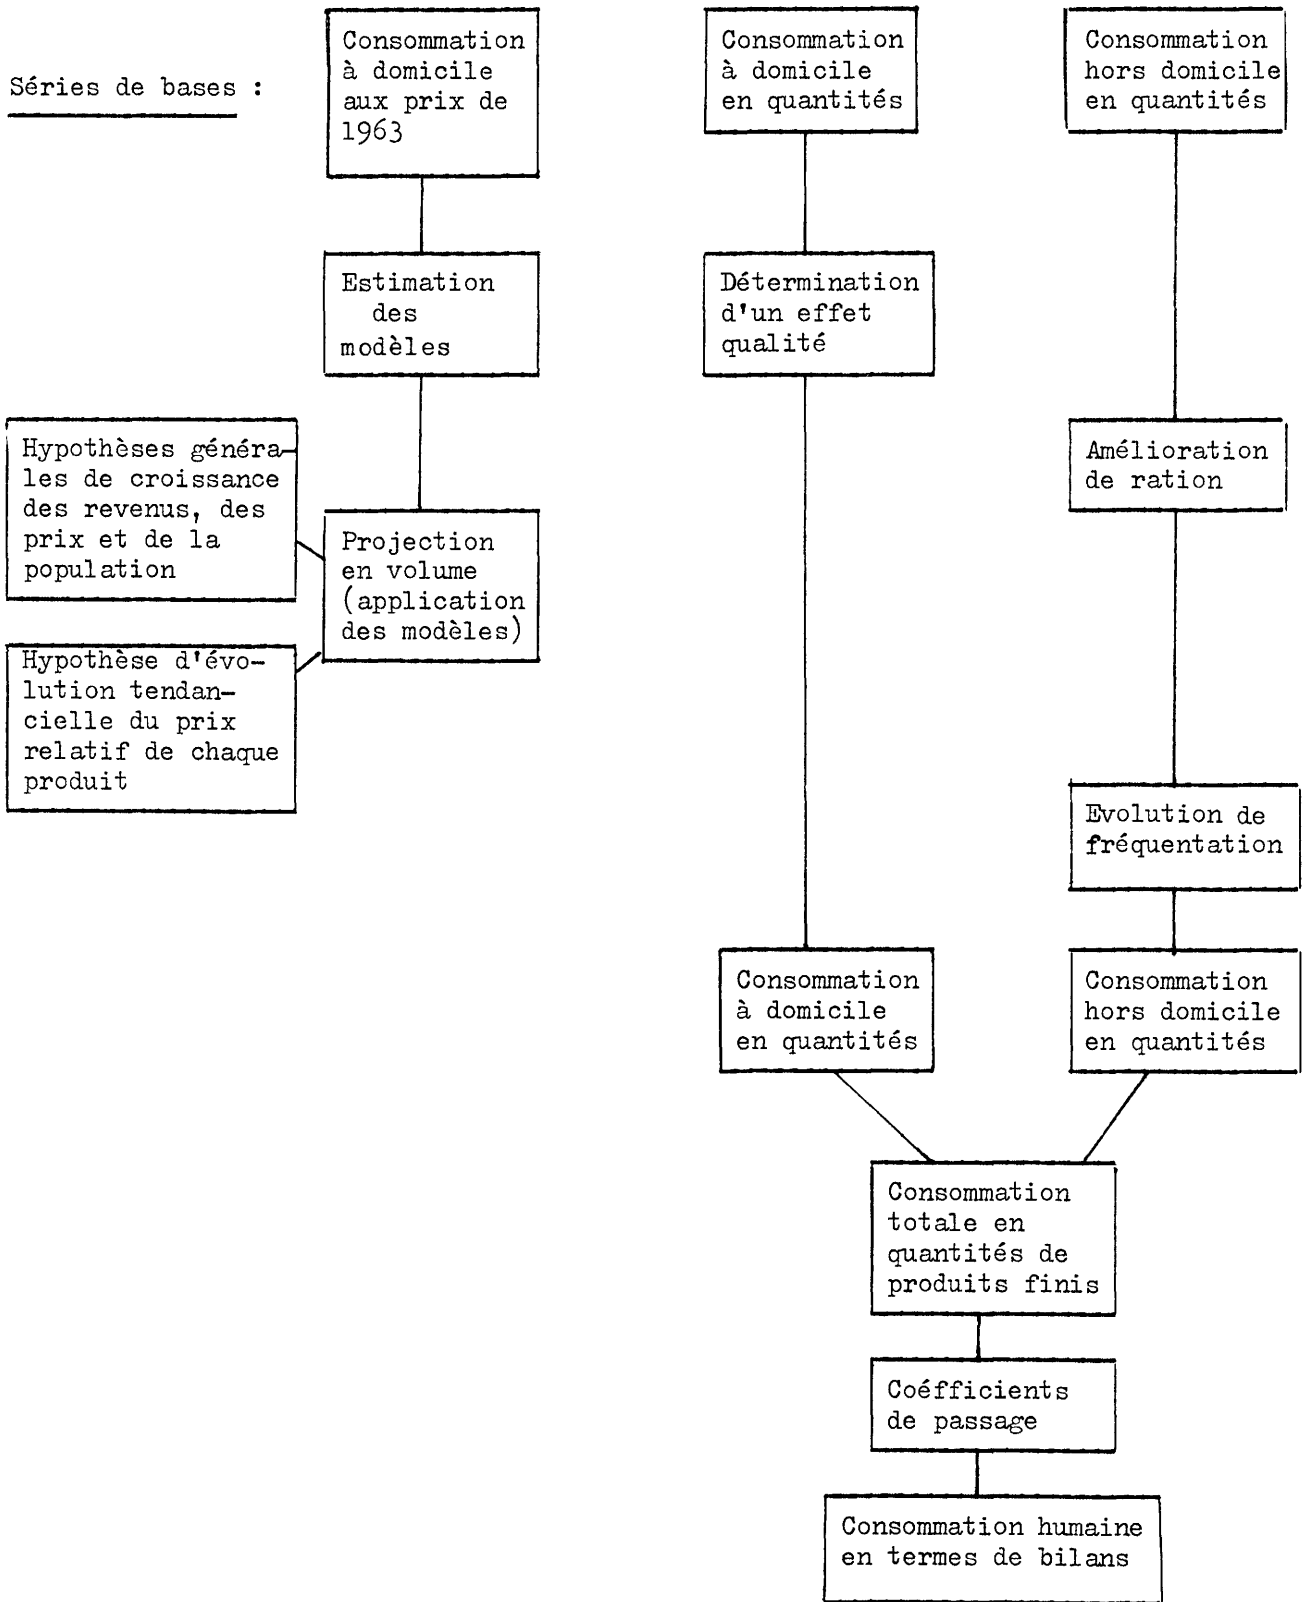 Séries de bases :
Consommation
à domicile
aux prix de
1963
Consommation
à domicile
en quantités
Consommation
hors domicile
en quantités
Estimation
des
modèles
Détermination
d'un effet
qualité
Hypothèses généra-
les de croissance
des revenus, des
prix et de la
population
Amélioration
de ration
Projection
en volume
(application
des modèles)
Hypothèse d'évo-
lution tendan-
cielle du prix
relatif de chaque
produit
Evolution de
fréquentation
Consommation
à domicile
en quantités
Consommation
hors domicile
en quantités
Consommation
totale en
quantités de
produits finis
Coéfficients
de passage
Consommation humaine
en termes de bilans